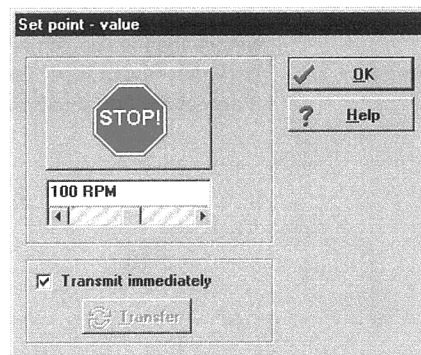 Set point - value
STOP!
OK
Help
100 RPM
Transmit immediately
Transfer